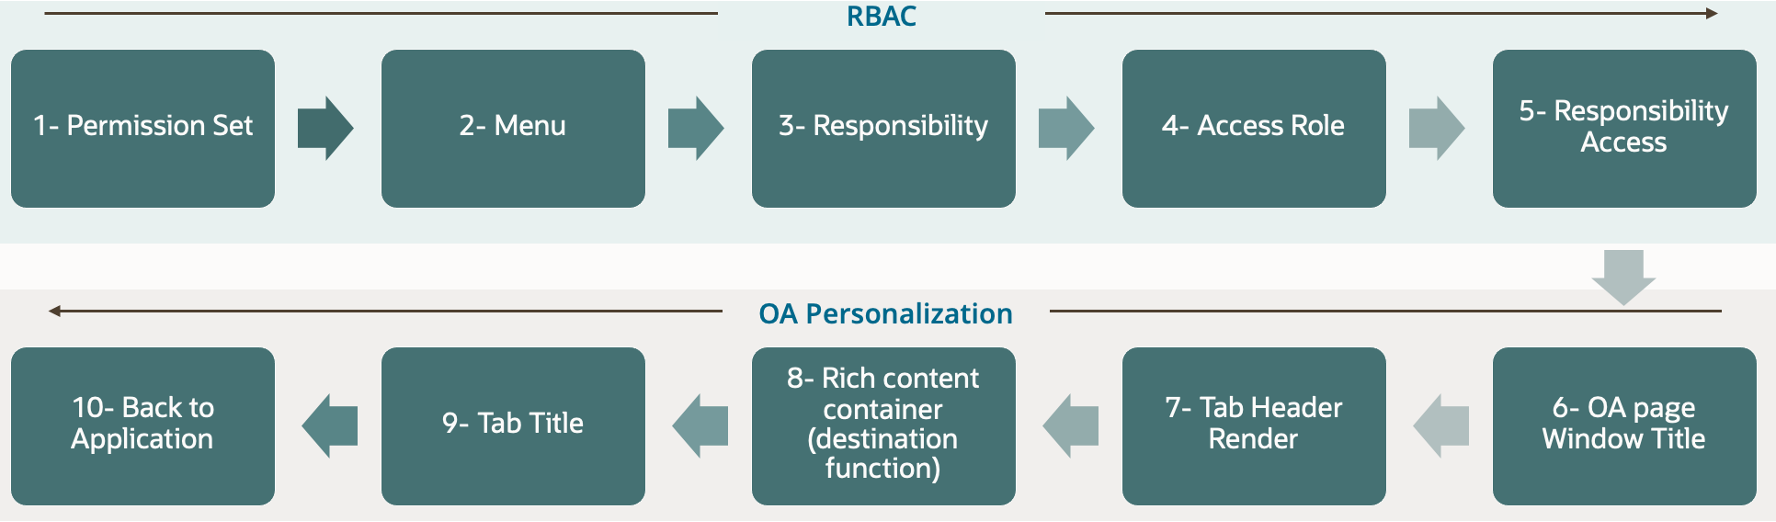 RBAC
1- Permission Set
2- Menu
3- Responsibility
4- Access Role
5- Responsibility
Access
OA Personalization
6- OA page
Window Title
7- Tab Header
Render
8- Rich content
container
(destination
function)
9- Tab Title
10- Back to
Application